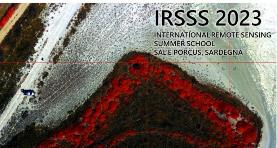 IRSSS 2023
INTERNATIONAL REMOTE SENSING
SUMMER SCHOOL
SALE PORCUS, SARDEGNA